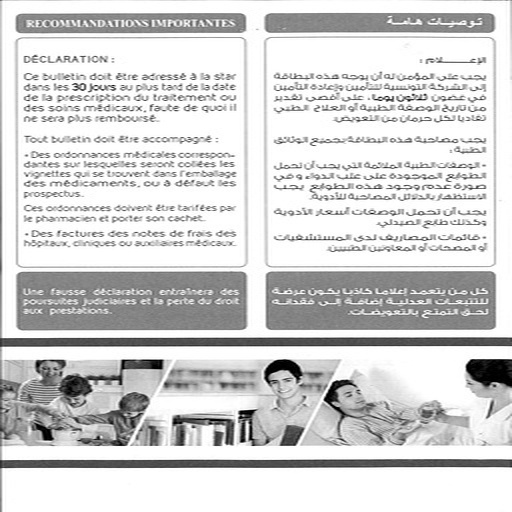 RECOMMANDATIONS IMPORTANTES
DÉCLARATION :
Ce bulletin doit être adressé à la star
dans les 30 jours au plus tard de la date
de la prescription du traitement ou
des soins médicaux, faute de quoi il
ne sera plus remboursé.
Tout bulletin doit être accompagné :
• Des ordonnances médicales correspon-
dantes sur lesquelles seront collées les
vignettes qui se trouvent dans l'emballage
des médicaments, ou à défaut les
prospectus.
Ces ordonnances doivent être tarifées par
le pharmacien et porter son cachet.
• Des factures des notes de frais des
hôpitaux, cliniques ou auxiliaires médicaux.
Une fausse déclaration entraînera des
poursuites judiciaires et la perte du droit
aux prestations.
توصيـات هامـة
الإعـــــلام :
يجب على المؤمن له أن يوجه هذه البطاقة
إلى الشركة التونسية للتأمين وإعادة التأمين
في غضون ثلاثون يوما ، على أقصى تقدير
من تاريخ الوصفة الطبية أو العلاج الطبي
تفاديا لكل حرمان من التعويض.
يجب مصاحبة هذه البطاقة بجميع الوثائق
الطبية :
• الوصفات الطبية الملائمة التي يجب أن تحمل
الطوابع الموجودة على علب الدواء و في
صورة عدم وجود هذه الطوابع يجب
الاستظهار بالدلائل المصاحبة للأدوية.
يجب أن تحمل الوصفات أسعار الأدوية
وكذلك طابع الصيدلي.
• قائمات المصاريف لدى المستشفيات
أو المصحات أو المعاونين الطبيين.
كل من يتعمد إعلاما كاذبا يكون عرضة
للتتبعات العدلية إضافة إلى فقدانه
لحق التمتع بالتعويضات.